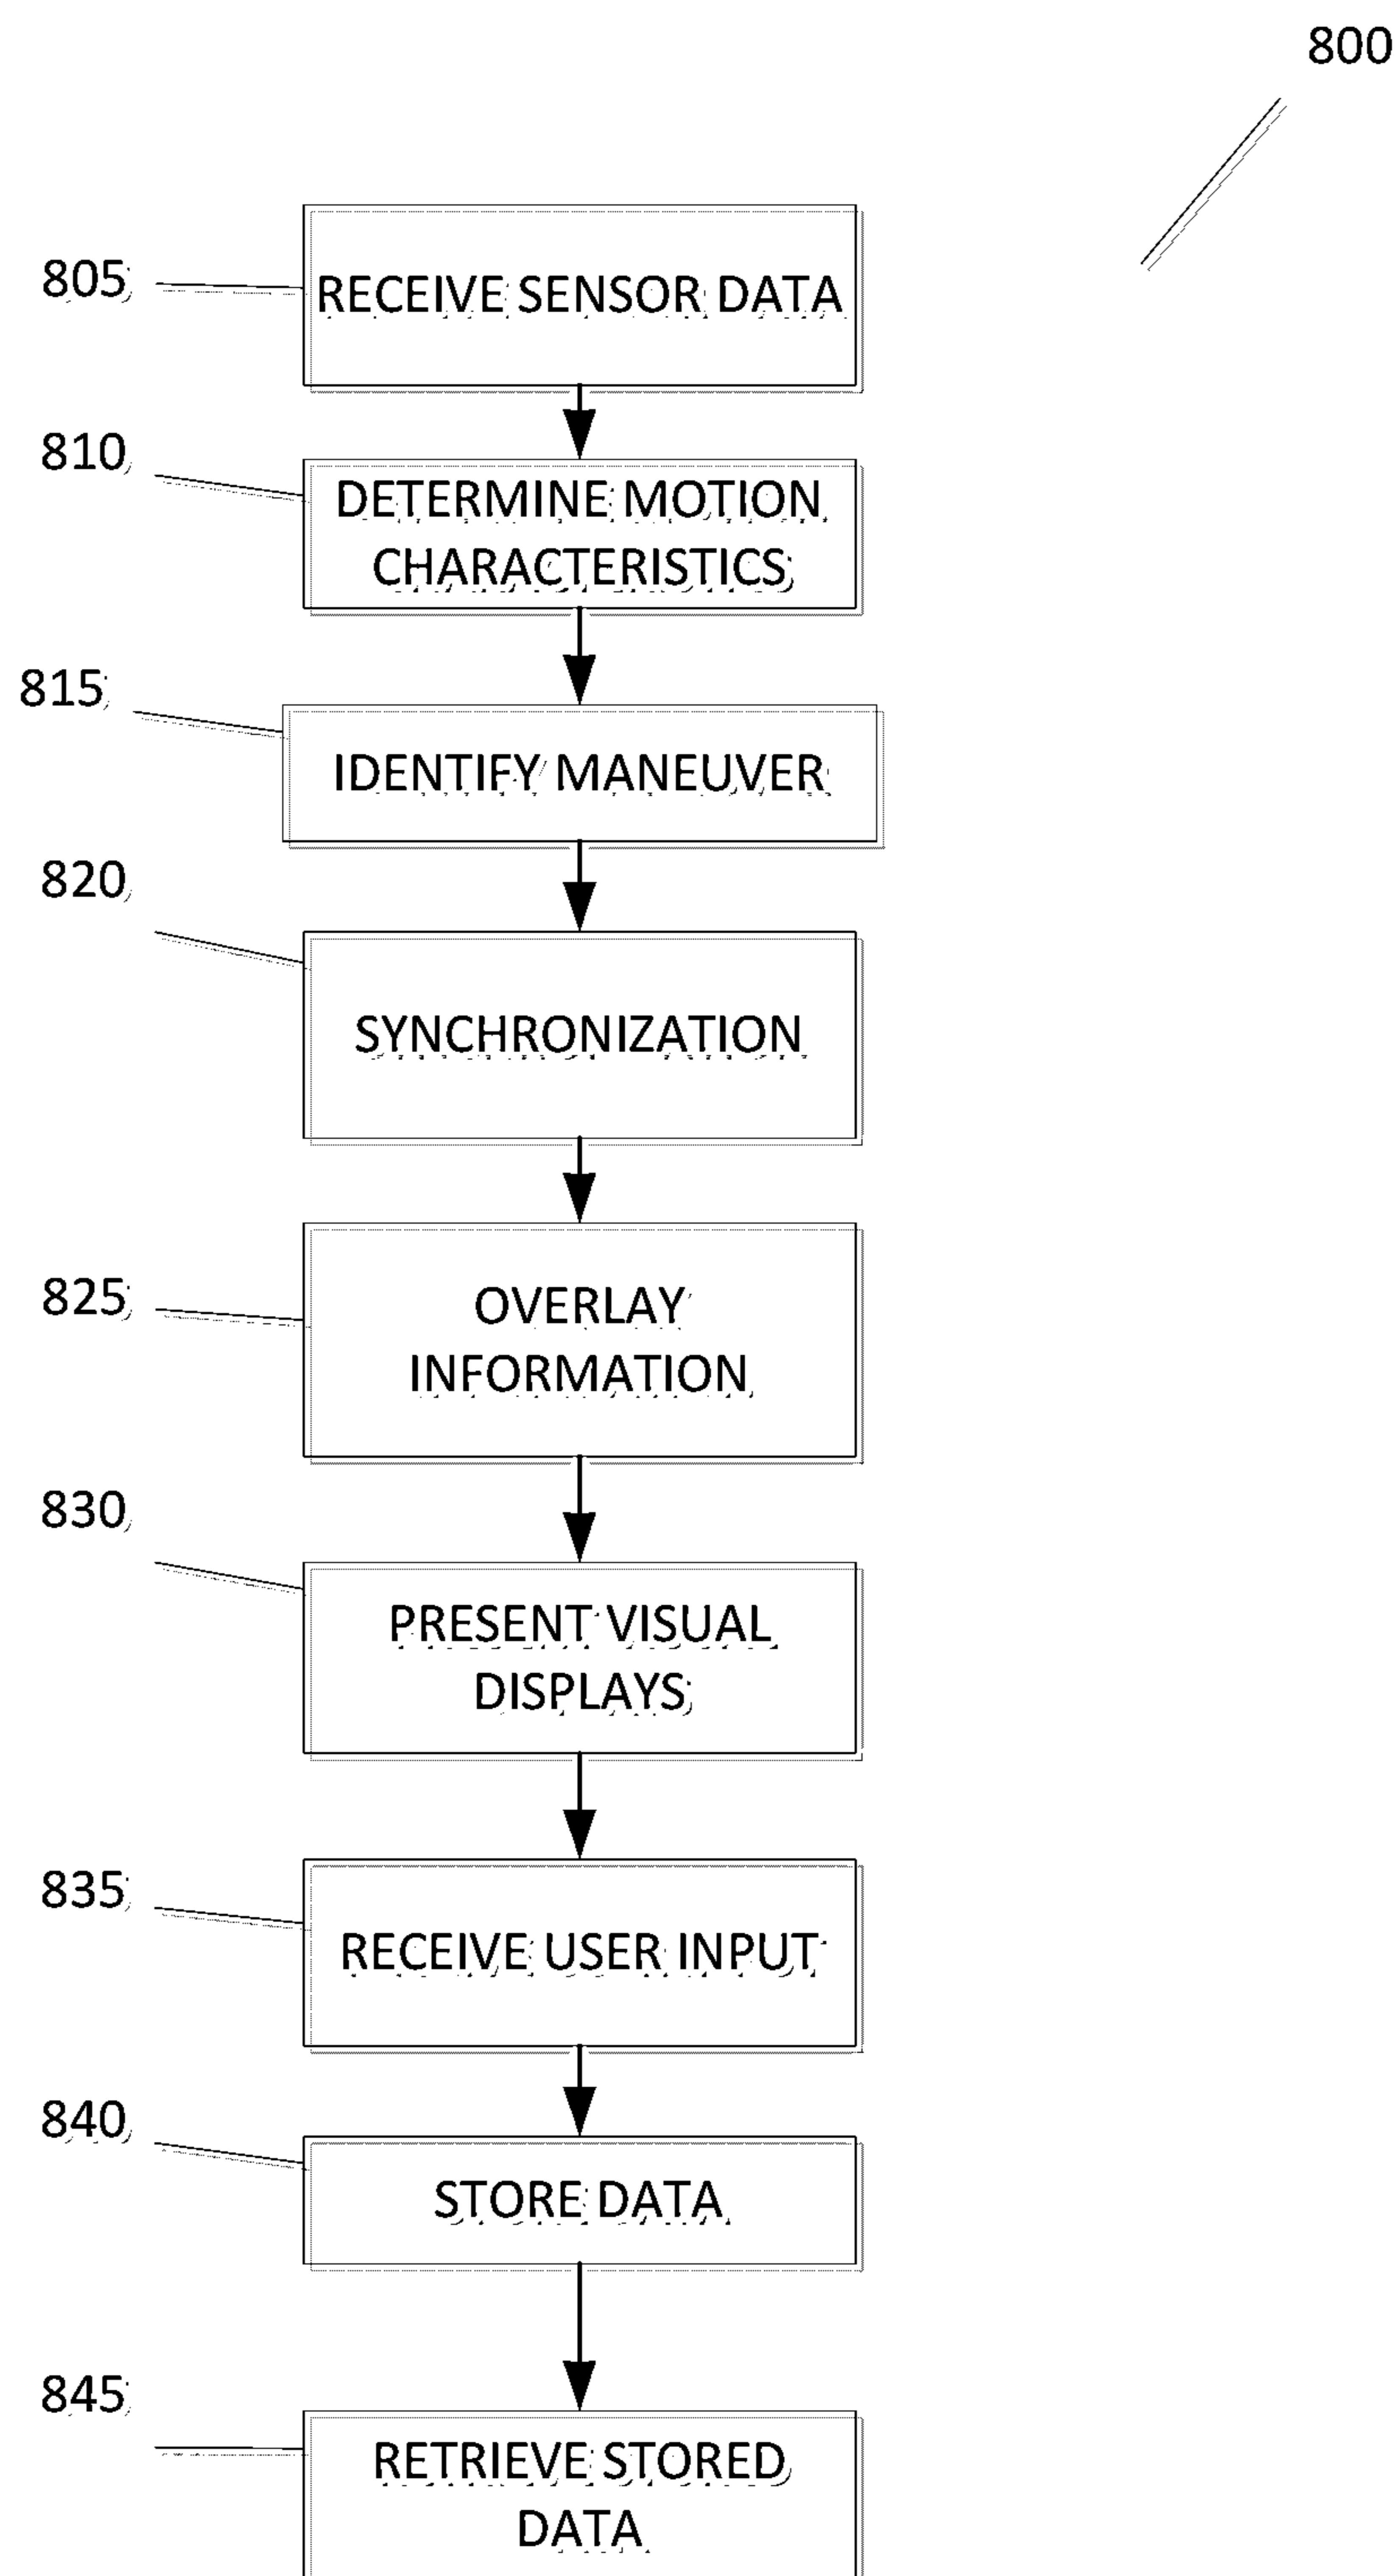 800
805
RECEIVE SENSOR DATA
810
DETERMINE MOTION
CHARACTERISTICS
815
IDENTIFY MANEUVER
820
SYNCHRONIZATION
825
OVERLAY
INFORMATION
830
PRESENT VISUAL
DISPLAYS
835
RECEIVE USER INPUT
840
STORE DATA
845
RETRIEVE STORED
DATA